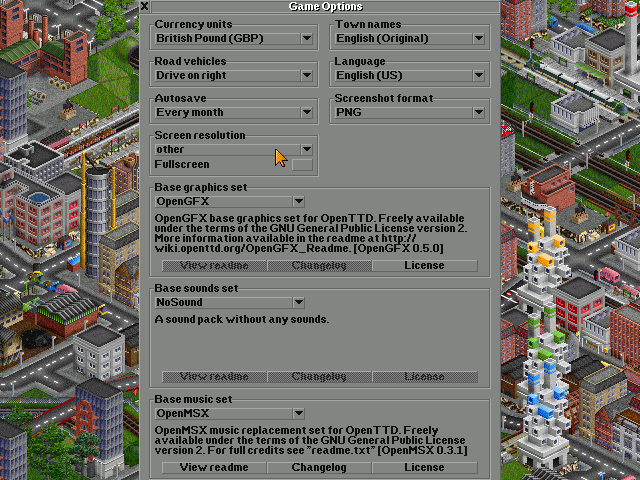 X Game Options
Currency units Town names
British Pound (GBP) English (Original)
Road vehicles Language
Drive on right English (US)
Autosave Screenshot format
Every month PNG
Screen resolution
other
Fullscreen
Base graphics set
OpenGFX
OpenGFX base graphics set for OpenTTD. Freely available
under the terms of the GNU General Public License version 2.
More information available in the readme at http://
wiki.openttd.org/OpenGFX_Readme. [OpenGFX 0.5.0]
View readme Changelog License
Base sounds set
NoSound
A sound pack without any sounds.
View readme Changelog License
Base music set
OpenMSX
OpenMSX music replacement set for OpenTTD. Freely
available under the terms of the GNU General Public License
version 2. For full credits see "readme.txt" [OpenMSX 0.3.1]
View readme Changelog License